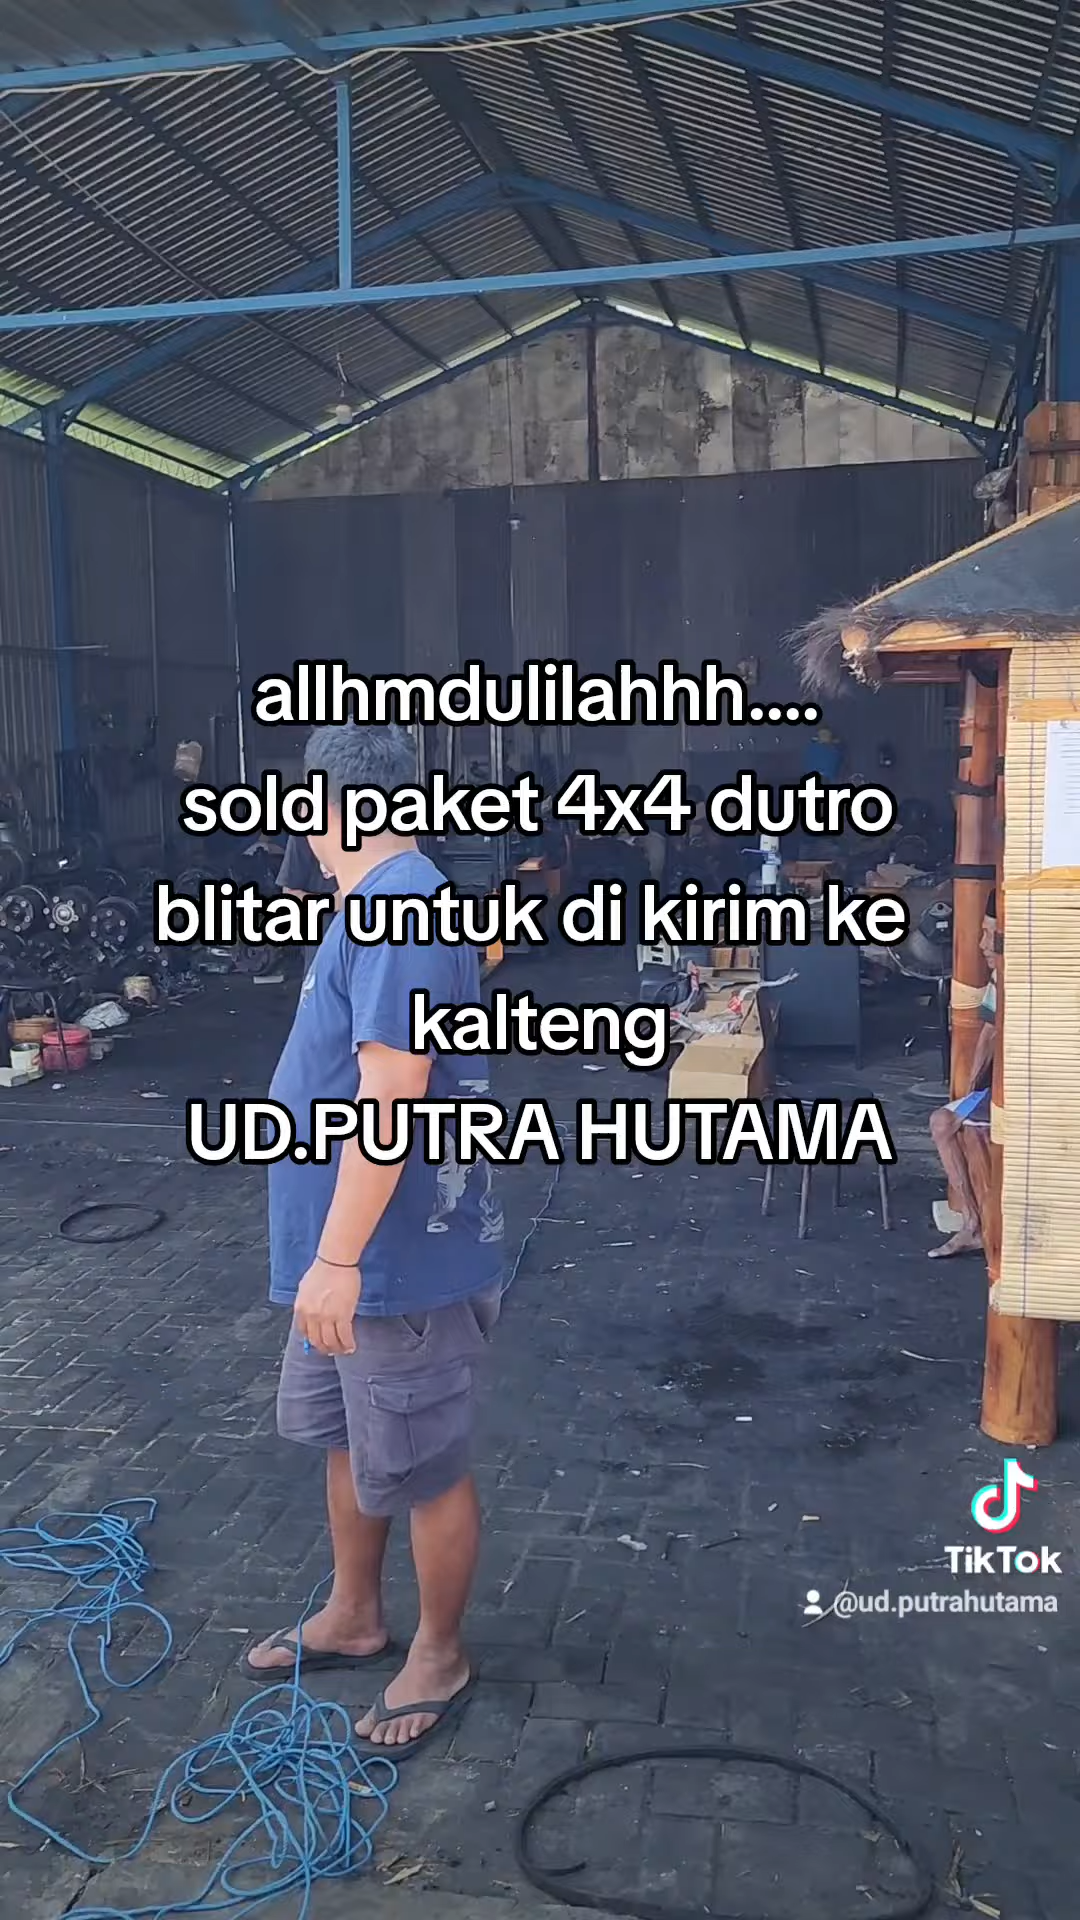 allhmdulilahhh....
sold paket 4x4 dutro
blitar untuk di kirim ke
kalteng
UD.PUTRA HUTAMA
TikTok
@ud.putrahutama